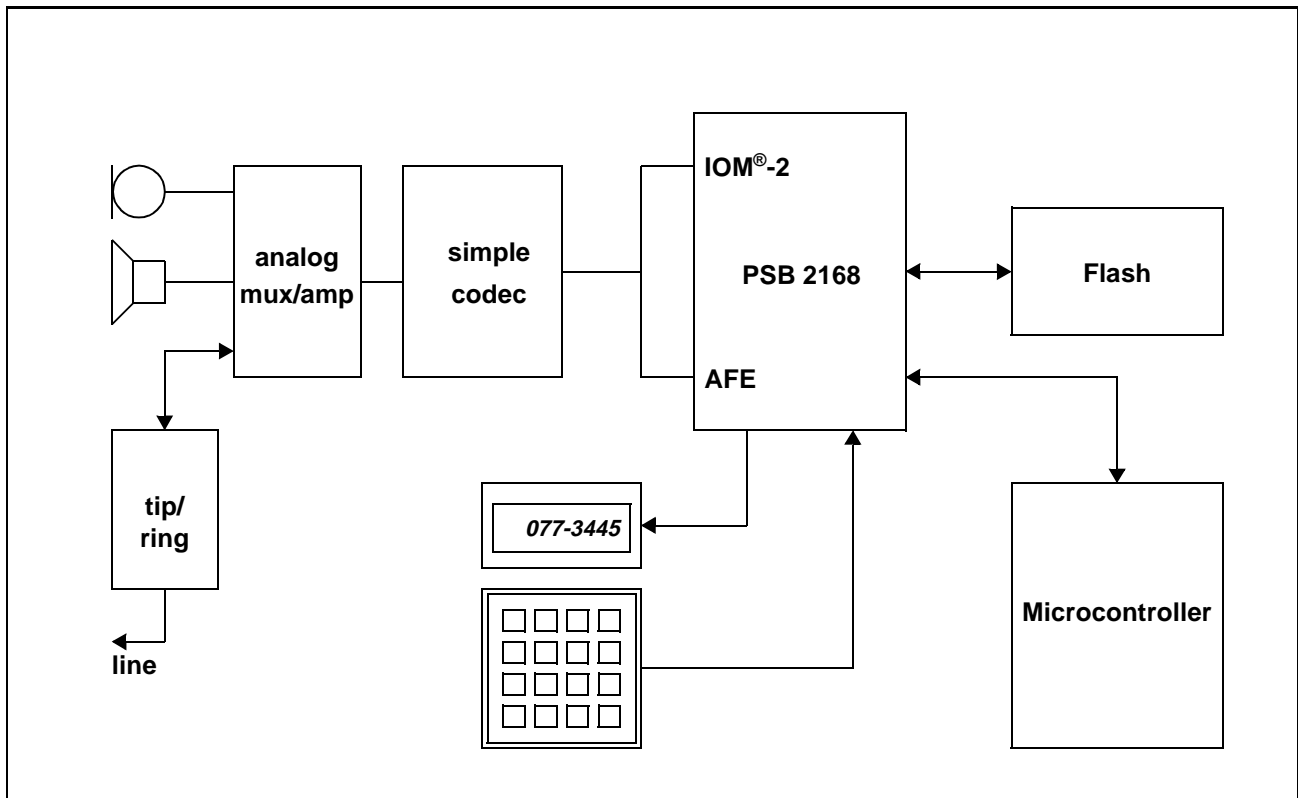 IOM®-2
analog
mux/amp
simple
codec
PSB 2168
Flash
AFE
tip/
ring
077-3445
Microcontroller
line